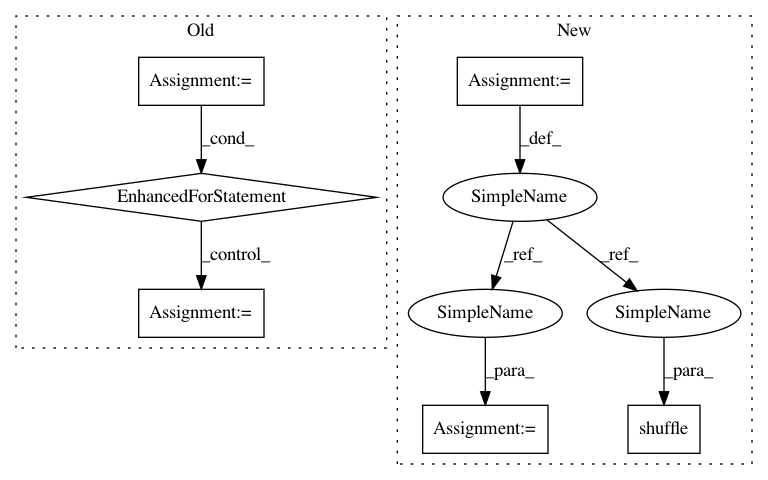 Old
New
Assignment:=
Assignment:=
_cond_
_def_
EnhancedForStatement
SimpleName
_control_
_ref_
_ref_
Assignment:=
SimpleName
SimpleName
_para_
_para_
Assignment:=
shuffle